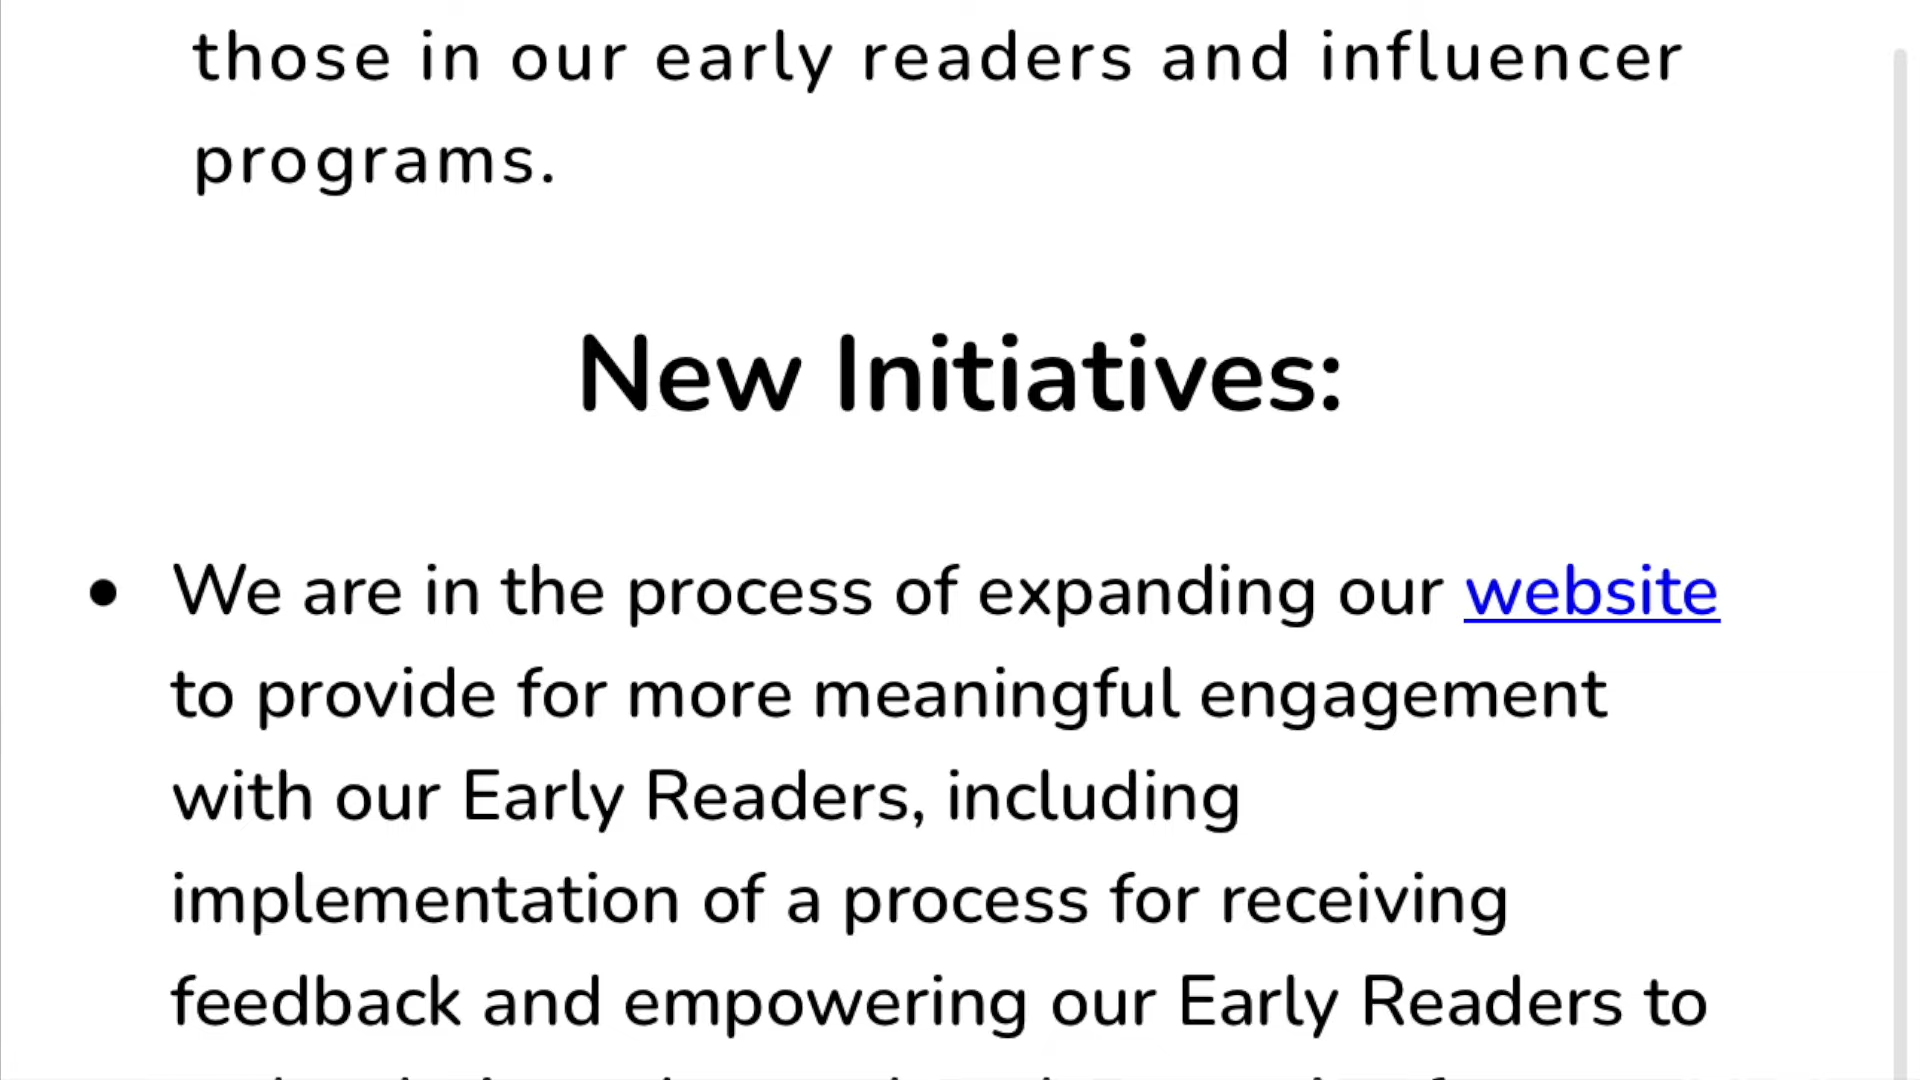 those in our early readers and influencer
programs.
New Initiatives:
• We are in the process of expanding our website
to provide for more meaningful engagement
with our Early Readers, including
implementation of a process for receiving
feedback and empowering our Early Readers to